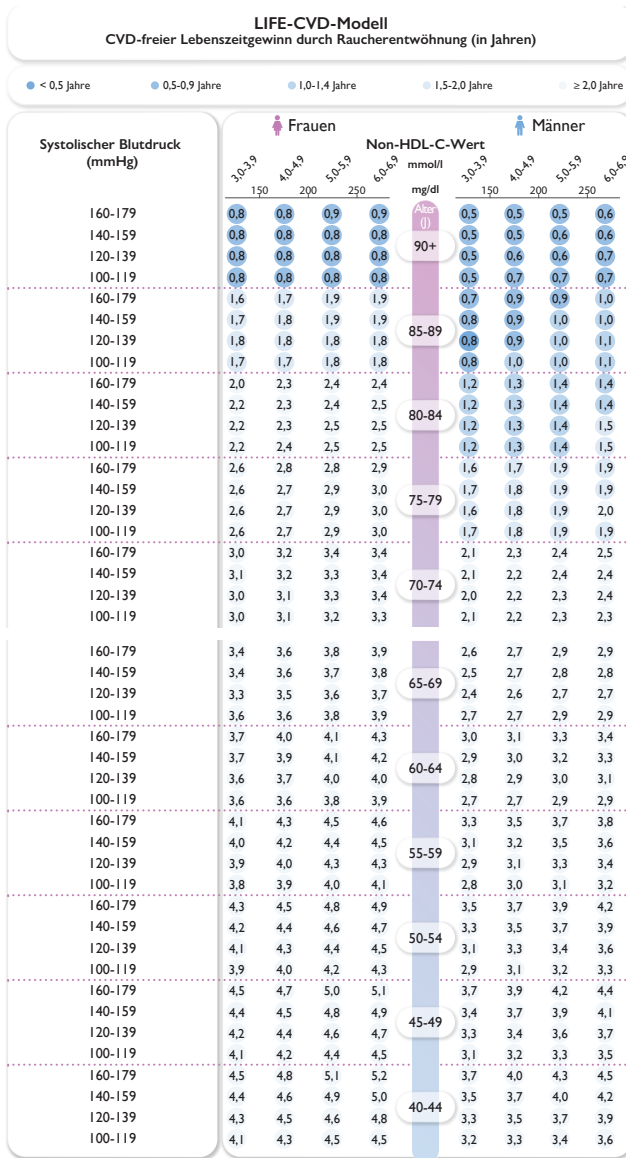 LIFE-CVD-Modell
CVD-freier Lebenszeitgewinn durch Raucherentwöhnung (in Jahren)
< 0,5 Jahre 0,5-0,9 Jahre 1,0-1,4 Jahre 1,5-2,0 Jahre ≥ 2,0 Jahre
Frauen Männer
Systolischer Blutdruck (mmHg) Non-HDL-C-Wert
3,0-3,9 4,0-4,9 5,0-5,9 6,0-6,9 mmol/l 3,0-3,9 4,0-4,9 5,0-5,9 6,0-6,9
150 200 250 mg/dl 150 200 250
Alter (J)
160-179 0,8 0,8 0,9 0,9 0,5 0,5 0,5 0,6
140-159 0,8 0,8 0,8 0,8 0,5 0,5 0,6 0,6
90+
120-139 0,8 0,8 0,8 0,8 0,5 0,6 0,6 0,7
100-119 0,8 0,8 0,8 0,8 0,5 0,7 0,7 0,7
160-179 1,6 1,7 1,9 1,9 0,7 0,9 0,9 1,0
140-159 1,7 1,8 1,9 1,9 0,8 0,9 1,0 1,0
85-89
120-139 1,8 1,8 1,8 1,8 0,8 0,9 1,0 1,1
100-119 1,7 1,7 1,8 1,8 0,8 1,0 1,0 1,1
160-179 2,0 2,3 2,4 2,4 1,2 1,3 1,4 1,4
140-159 2,2 2,3 2,4 2,5 1,2 1,3 1,4 1,4
80-84
120-139 2,2 2,3 2,5 2,5 1,2 1,3 1,4 1,5
100-119 2,2 2,4 2,5 2,5 1,2 1,3 1,4 1,5
160-179 2,6 2,8 2,8 2,9 1,6 1,7 1,9 1,9
140-159 2,6 2,7 2,9 3,0 1,7 1,8 1,9 1,9
75-79
120-139 2,6 2,7 2,9 3,0 1,6 1,8 1,9 2,0
100-119 2,6 2,7 2,9 3,0 1,7 1,8 1,9 1,9
160-179 3,0 3,2 3,4 3,4 2,1 2,3 2,4 2,5
140-159 3,1 3,2 3,3 3,4 2,1 2,2 2,4 2,4
70-74
120-139 3,0 3,1 3,3 3,4 2,0 2,2 2,3 2,4
100-119 3,0 3,1 3,2 3,3 2,1 2,2 2,3 2,3
160-179 3,4 3,6 3,8 3,9 2,6 2,7 2,9 2,9
140-159 3,4 3,6 3,7 3,8 2,5 2,7 2,8 2,8
65-69
120-139 3,3 3,5 3,6 3,7 2,4 2,6 2,7 2,7
100-119 3,6 3,6 3,8 3,9 2,7 2,7 2,9 2,9
160-179 3,7 4,0 4,1 4,3 3,0 3,1 3,3 3,4
140-159 3,7 3,9 4,1 4,2 2,9 3,0 3,2 3,3
60-64
120-139 3,6 3,7 4,0 4,0 2,8 2,9 3,0 3,1
100-119 3,6 3,6 3,8 3,9 2,7 2,7 2,9 2,9
160-179 4,1 4,3 4,5 4,6 3,3 3,5 3,7 3,8
140-159 4,0 4,2 4,4 4,5 3,1 3,2 3,5 3,6
55-59
120-139 3,9 4,0 4,3 4,3 2,9 3,1 3,3 3,4
100-119 3,8 3,9 4,0 4,1 2,8 3,0 3,1 3,2
160-179 4,3 4,5 4,8 4,9 3,5 3,7 3,9 4,2
140-159 4,2 4,4 4,6 4,7 3,3 3,5 3,7 3,9
50-54
120-139 4,1 4,3 4,4 4,5 3,1 3,3 3,4 3,6
100-119 3,9 4,0 4,2 4,3 2,9 3,1 3,2 3,3
160-179 4,5 4,7 5,0 5,1 3,7 3,9 4,2 4,4
140-159 4,4 4,5 4,8 4,9 3,4 3,7 3,9 4,1
45-49
120-139 4,2 4,4 4,6 4,7 3,3 3,4 3,6 3,7
100-119 4,1 4,2 4,4 4,5 3,1 3,2 3,3 3,5
160-179 4,5 4,8 5,1 5,2 3,7 4,0 4,3 4,5
140-159 4,4 4,6 4,9 5,0 3,5 3,7 4,0 4,2
40-44
120-139 4,3 4,5 4,6 4,8 3,3 3,5 3,7 3,9
100-119 4,1 4,3 4,5 4,5 3,2 3,3 3,4 3,6